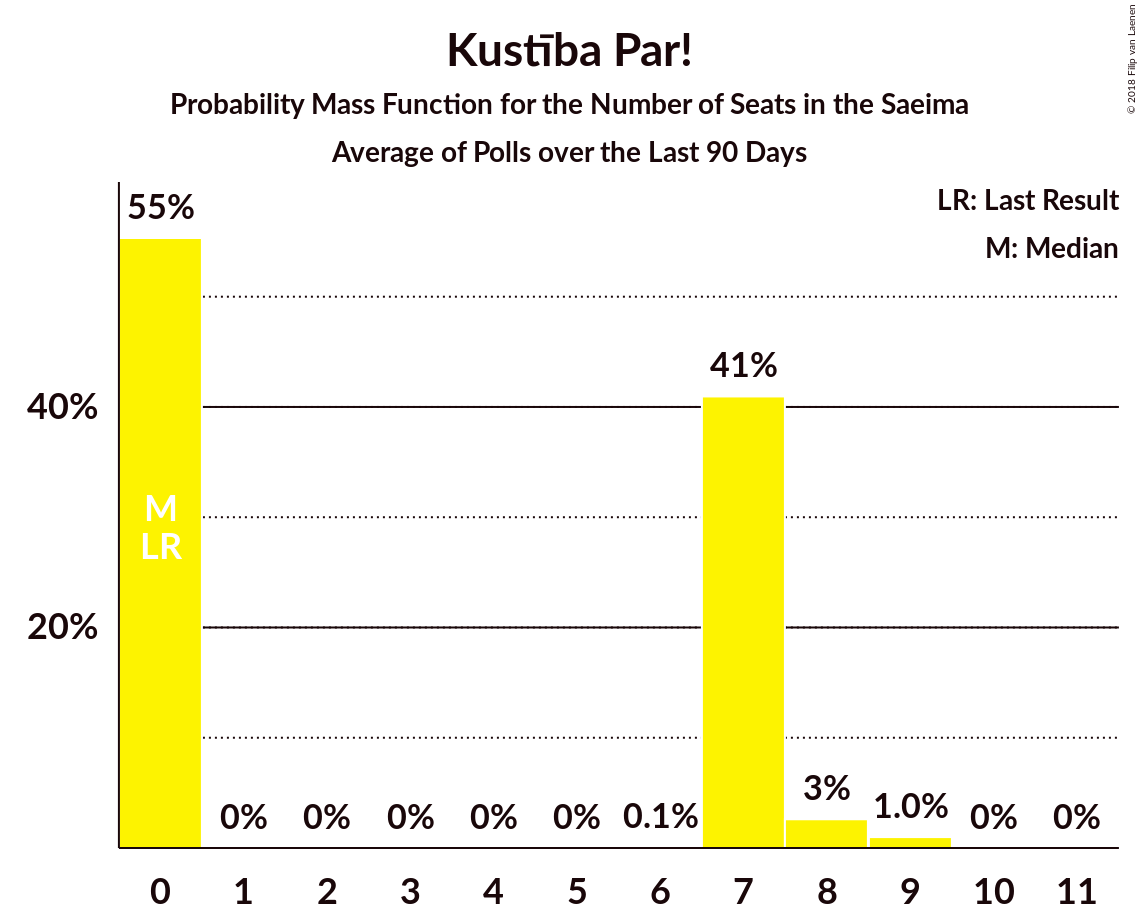 Kustība Par!
Probability Mass Function for the Number of Seats in the Saeima
Average of Polls over the Last 90 Days
© 2018 Filip van Laenen
LR: Last Result
M: Median
55%
41%
40%
M
LR
20%
0% 0% 0% 0% 0% 0.1% 3% 1.0% 0% 0%
0 1 2 3 4 5 6 7 8 9 10 11